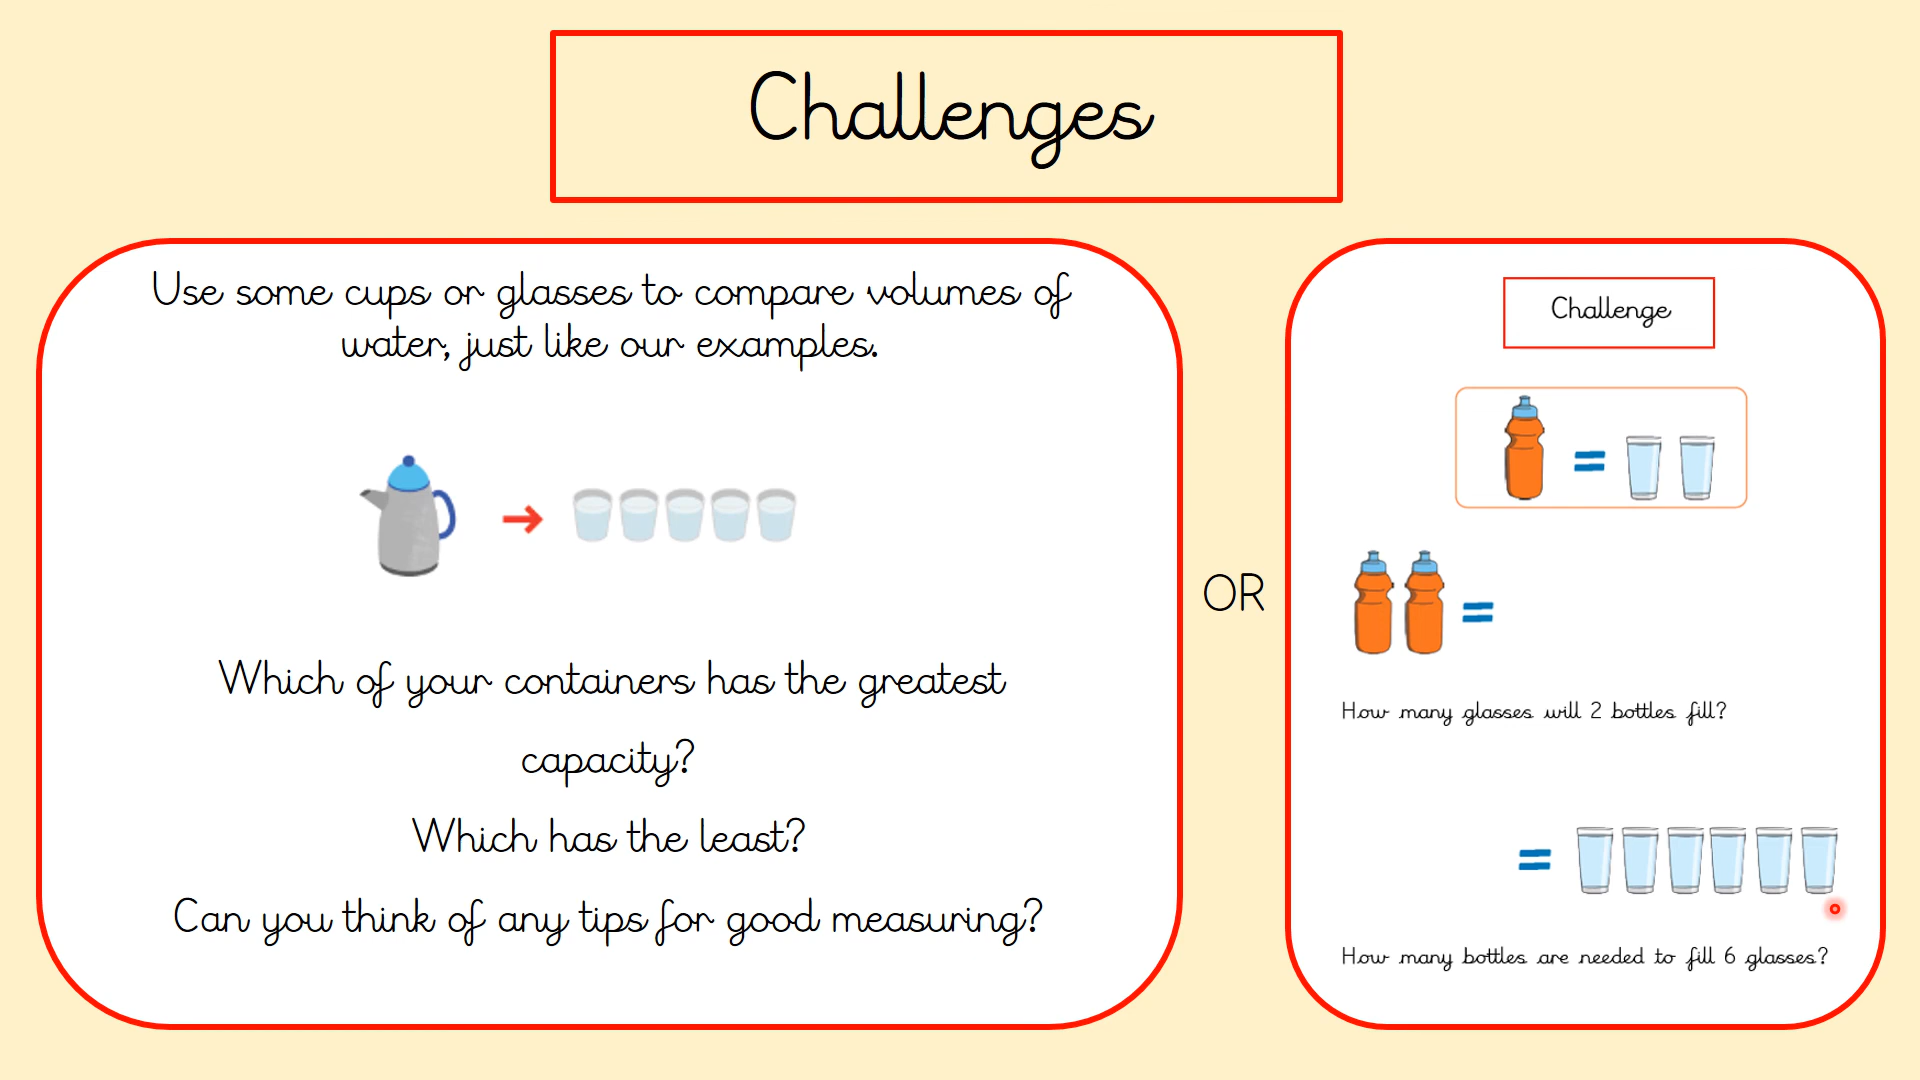 Challenges
Use some cups or glasses to compare volumes of
water, just like our examples.
Which of your containers has the greatest
capacity?
Which has the least?
Can you think of any tips for good measuring?
OR
Challenge
=
=
How many glasses will 2 bottles fill?
=
How many bottles are needed to fill 6 glasses?